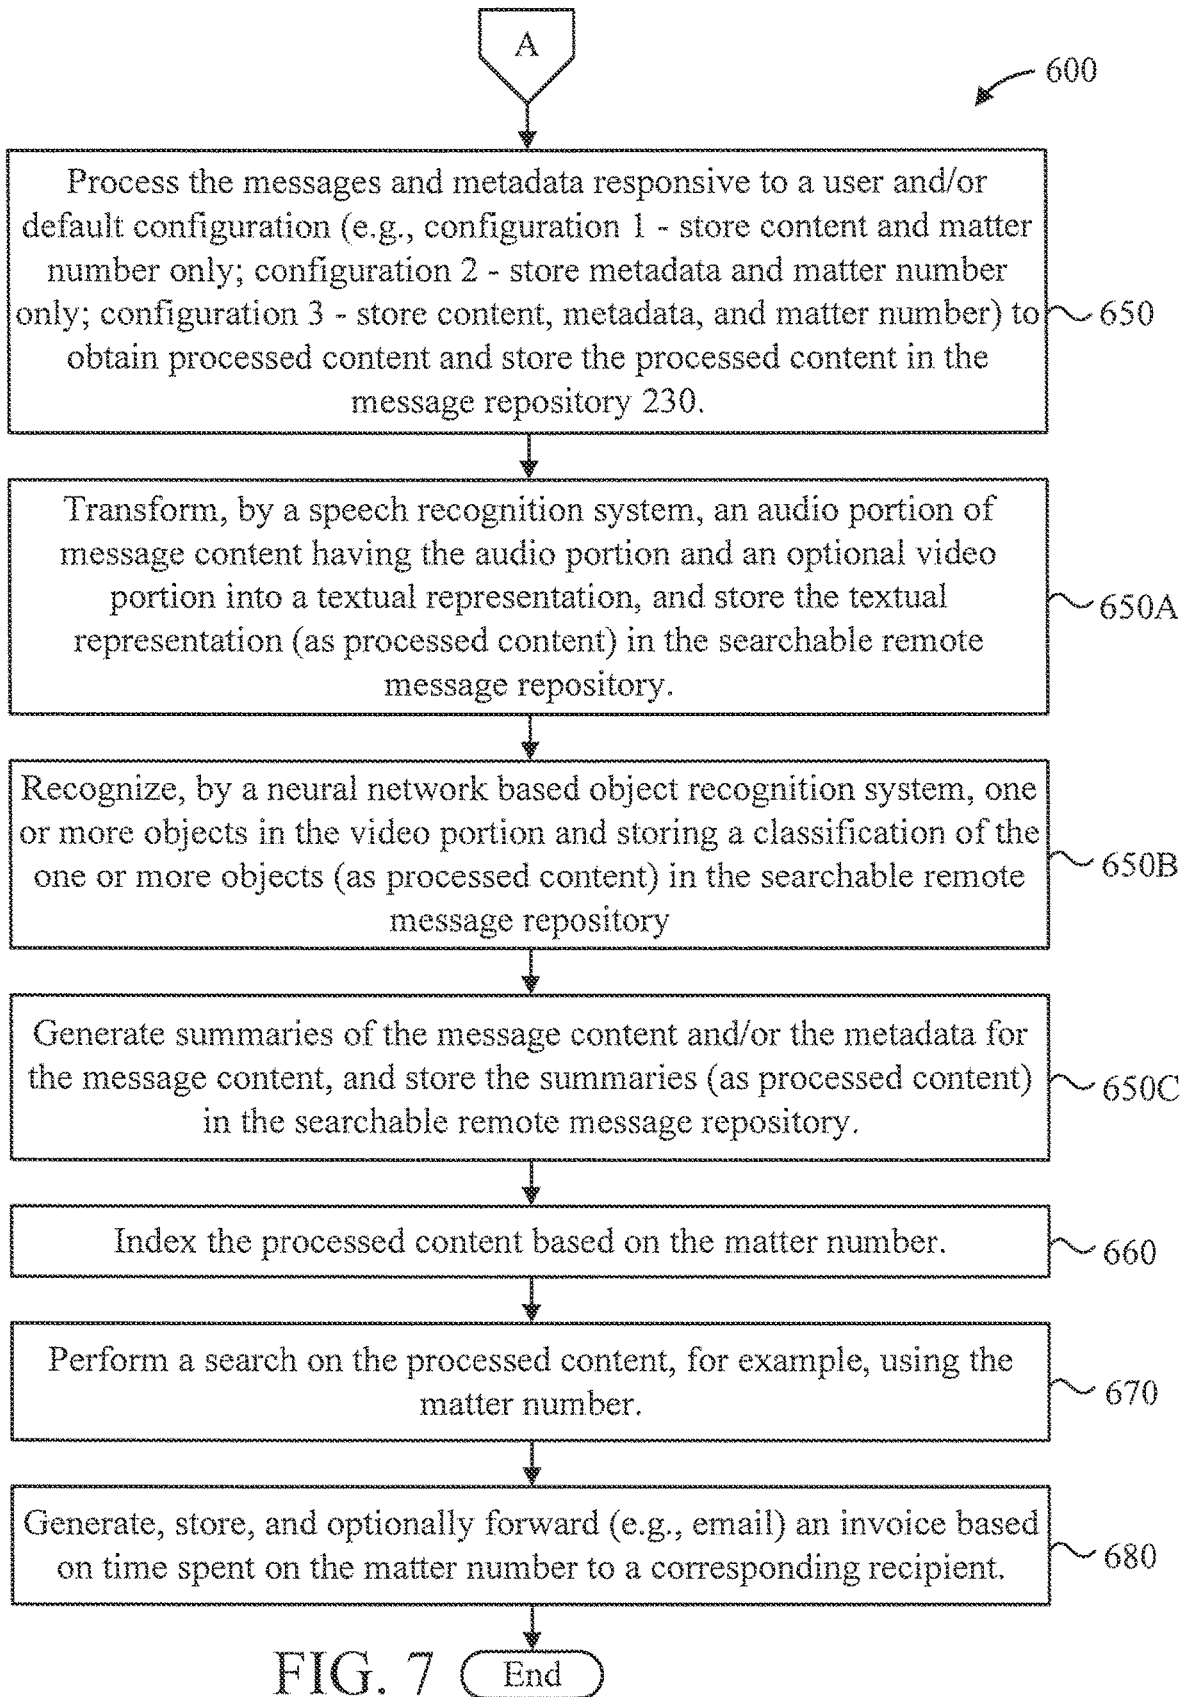 A
600
Process the messages and metadata responsive to a user and/or
default configuration (e.g., configuration 1 - store content and matter
number only; configuration 2 - store metadata and matter number
only; configuration 3 - store content, metadata, and matter number) to
obtain processed content and store the processed content in the
message repository 230.
650
Transform, by a speech recognition system, an audio portion of
message content having the audio portion and an optional video
portion into a textual representation, and store the textual
representation (as processed content) in the searchable remote
message repository.
650A
Recognize, by a neural network based object recognition system, one
or more objects in the video portion and storing a classification of the
one or more objects (as processed content) in the searchable remote
message repository
650B
Generate summaries of the message content and/or the metadata for
the message content, and store the summaries (as processed content)
in the searchable remote message repository.
650C
Index the processed content based on the matter number.
660
Perform a search on the processed content, for example, using the
matter number.
670
Generate, store, and optionally forward (e.g., email) an invoice based
on time spent on the matter number to a corresponding recipient.
680
FIG. 7
End